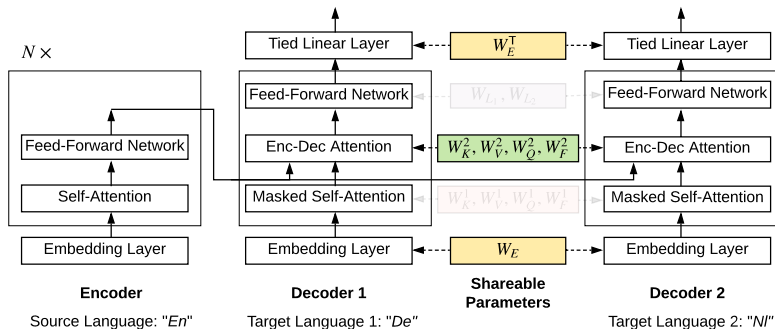 N ×
Feed-Forward Network
Self-Attention
Embedding Layer
Encoder
Source Language: "En"
Tied Linear Layer
Feed-Forward Network
Enc-Dec Attention
Masked Self-Attention
Embedding Layer
Decoder 1
Target Language 1: "De"
W_E^⊤
W_{L_1}, W_{L_2}
W_K^2, W_V^2, W_Q^2, W_F^2
W_K^1, W_V^1, W_Q^1, W_F^1
W_E
Shareable
Parameters
Tied Linear Layer
Feed-Forward Network
Enc-Dec Attention
Masked Self-Attention
Embedding Layer
Decoder 2
Target Language 2: "Nl"